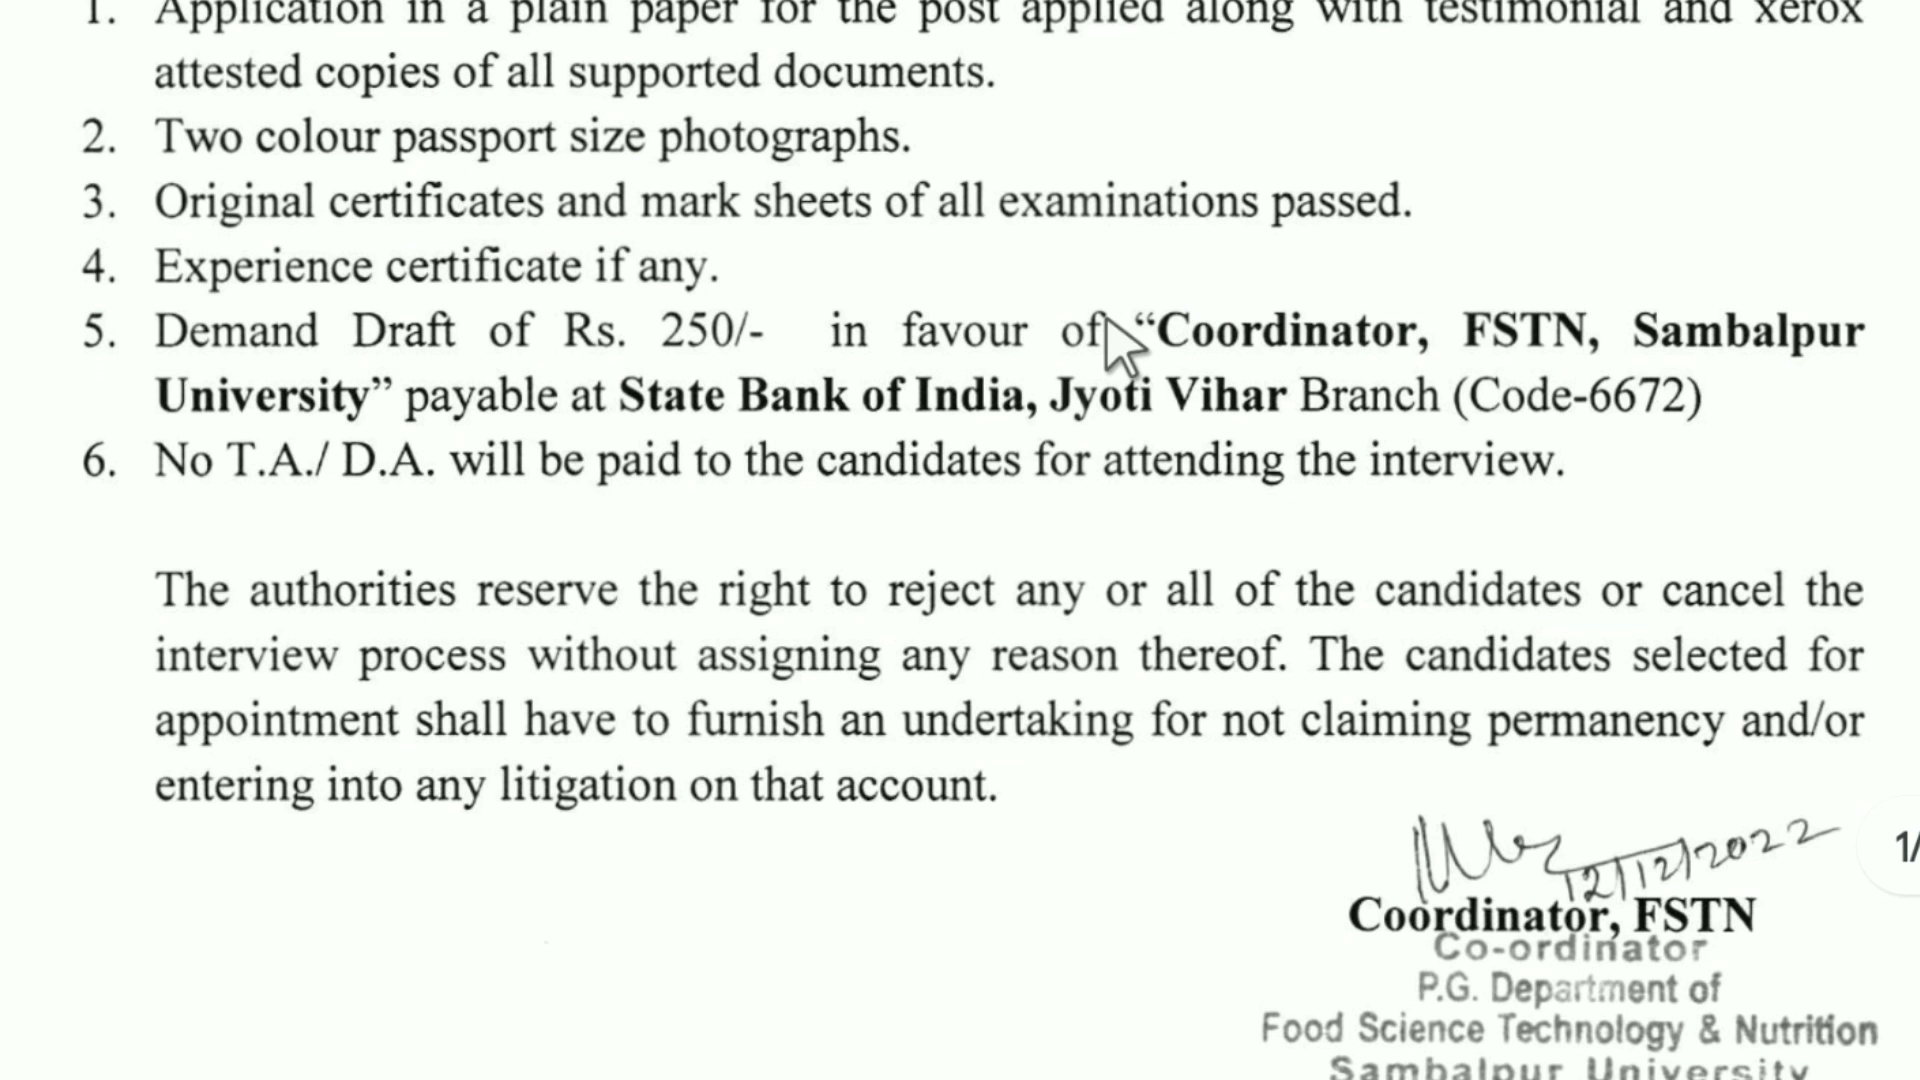 1. Application in a plain paper for the post applied along with testimonial and xerox
attested copies of all supported documents.
2. Two colour passport size photographs.
3. Original certificates and mark sheets of all examinations passed.
4. Experience certificate if any.
5. Demand Draft of Rs. 250/- in favour of “Coordinator, FSTN, Sambalpur
University” payable at State Bank of India, Jyoti Vihar Branch (Code-6672)
6. No T.A./ D.A. will be paid to the candidates for attending the interview.
The authorities reserve the right to reject any or all of the candidates or cancel the
interview process without assigning any reason thereof. The candidates selected for
appointment shall have to furnish an undertaking for not claiming permanency and/or
entering into any litigation on that account.
12/12/2022
1/
Coordinator, FSTN
Co-ordinator
P.G. Department of
Food Science Technology & Nutrition
Sambalpur University